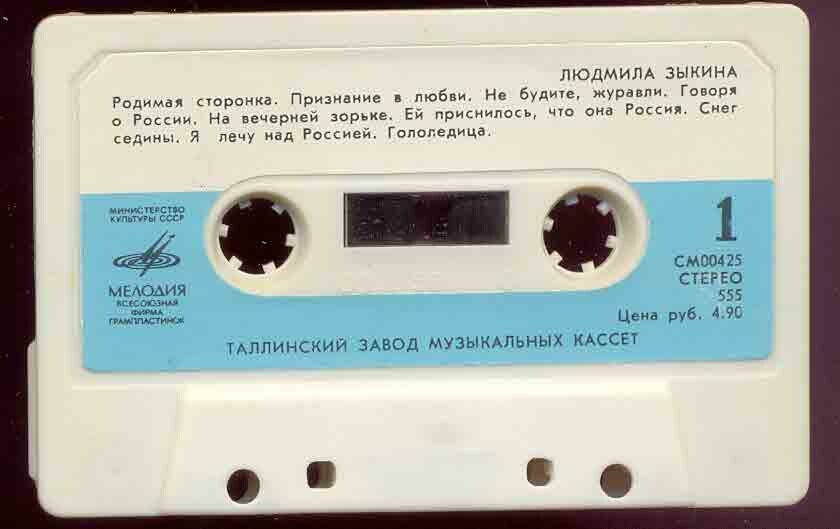 ЛЮДМИЛА ЗЫКИНА
Родимая сторонка. Признание в любви. Не будите, журавли. Говоря
о России. На вечерней зорьке. Ей приснилось, что она Россия. Снег
седины. Я лечу над Россией. Гололедица.
МИНИСТЕРСТВО
КУЛЬТУРЫ СССР
МЕЛОДИЯ
ВСЕСОЮЗНАЯ
ФИРМА
ГРАМПЛАСТИНОК
1
СМ00425
СТЕРЕО
555
Цена руб. 4.90
ТАЛЛИНСКИЙ ЗАВОД МУЗЫКАЛЬНЫХ КАССЕТ